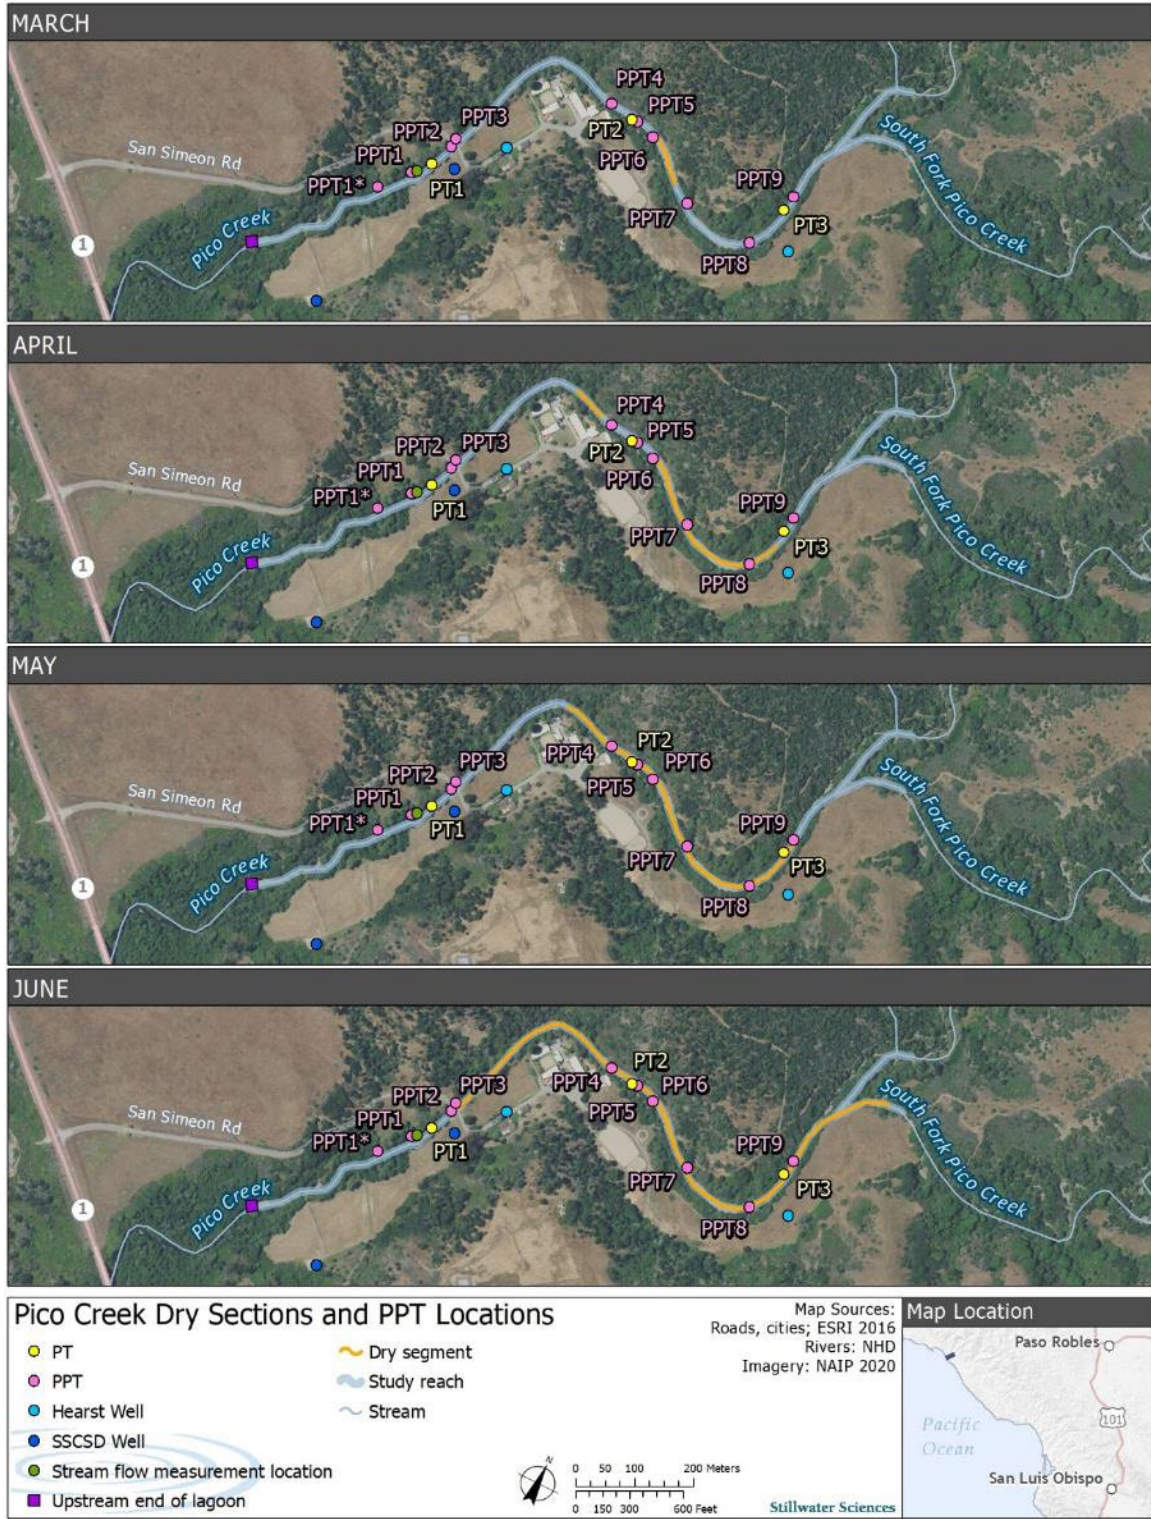 MARCH
PPT4
PPT5
PT2
PPT3
PPT2
PPT6
South Fork Pico Creek
San Simeon Rd
PPT1
PPT1*
PT1
PPT9
PPT7
PT3
Pico Creek
1
PPT8
APRIL
PPT4
PPT5
PT2
PPT3
PPT2
PPT6
South Fork Pico Creek
San Simeon Rd
PPT1
PPT1*
PT1
PPT9
PPT7
PT3
Pico Creek
1
PPT8
MAY
PT2
PPT4
PPT6
PPT3
PPT2
PPT5
South Fork Pico Creek
San Simeon Rd
PPT1
PPT1*
PT1
PPT9
PPT7
PT3
Pico Creek
1
PPT8
JUNE
PT2
PPT4
PPT6
PPT3
PPT2
PPT5
South Fork Pico Creek
San Simeon Rd
PPT1
PPT1*
PT1
PPT9
PPT7
PT3
Pico Creek
1
PPT8
Pico Creek Dry Sections and PPT Locations
PT
PPT
Hearst Well
SSCSD Well
Stream flow measurement location
Upstream end of lagoon
Dry segment
Study reach
Stream
Map Sources:
Roads, cities; ESRI 2016
Rivers: NHD
Imagery: NAIP 2020
N
0 50 100 200 Meters
0 150 300 600 Feet
Stillwater Sciences
Map Location
Paso Robles
101
Pacific
Ocean
San Luis Obispo